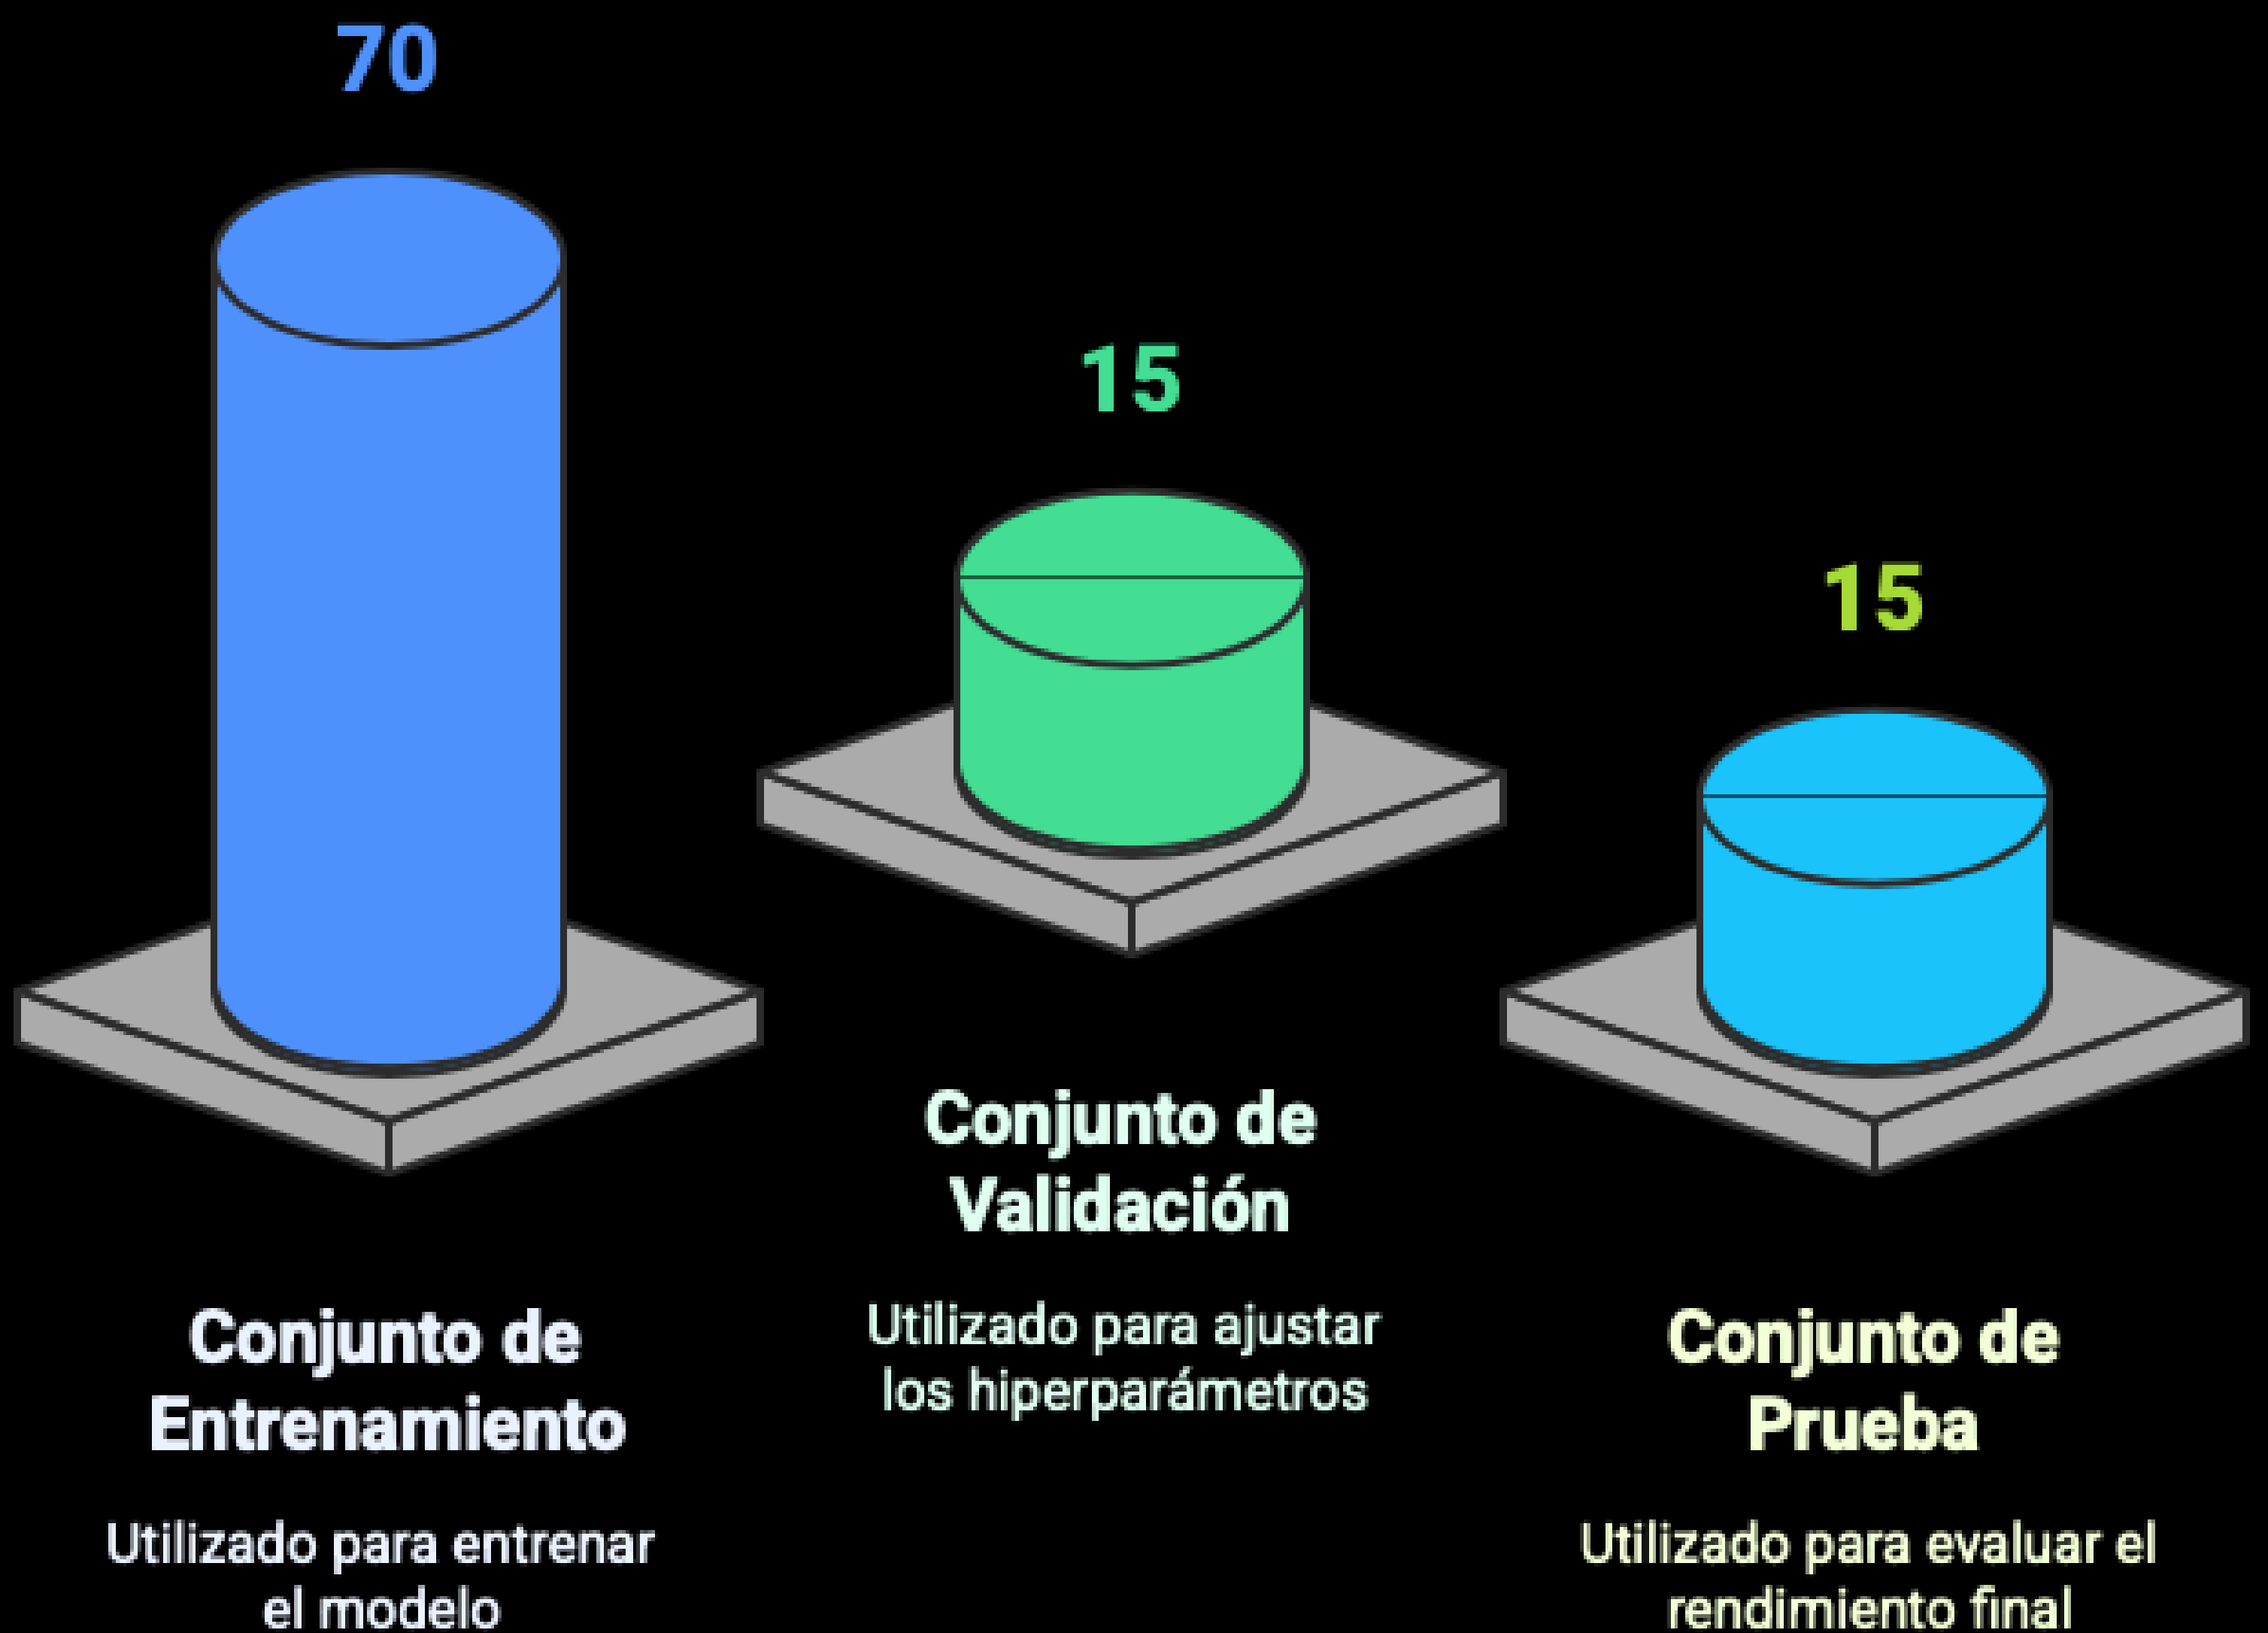 70
Conjunto de
Entrenamiento
Utilizado para entrenar
el modelo
15
Conjunto de
Validación
Utilizado para ajustar
los hiperparámetros
15
Conjunto de
Prueba
Utilizado para evaluar el
rendimiento final